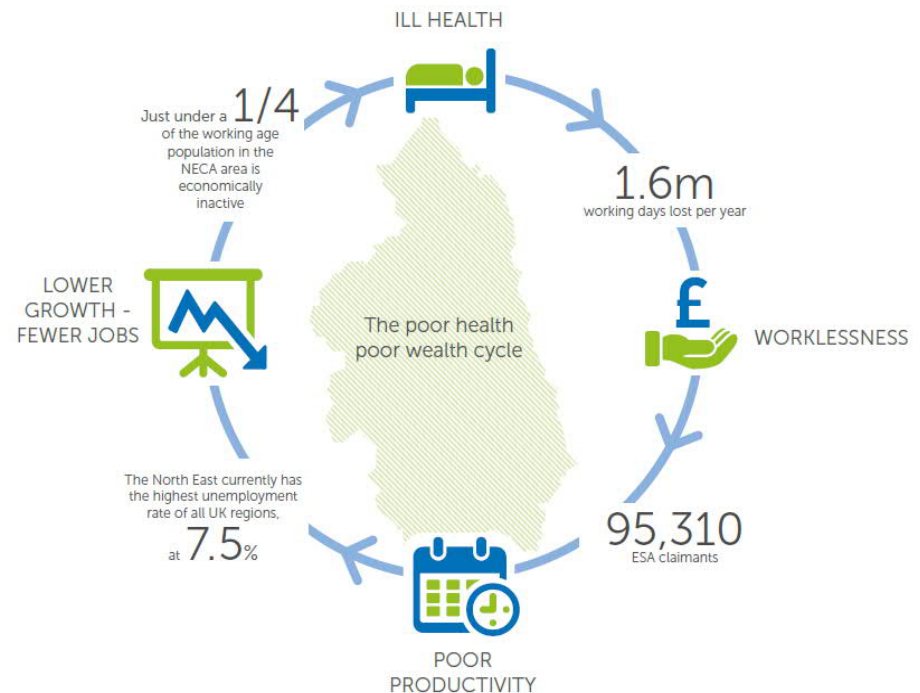 ILL HEALTH
Just under a 1/4
of the working age
population in the
NECA area is
economically
inactive
1.6m
working days lost per year
LOWER
GROWTH -
FEWER JOBS
The poor health
poor wealth cycle
£
WORKLESSNESS
The North East currently has
the highest unemployment
rate of all UK regions,
at 7.5%
95,310
ESA claimants
POOR
PRODUCTIVITY